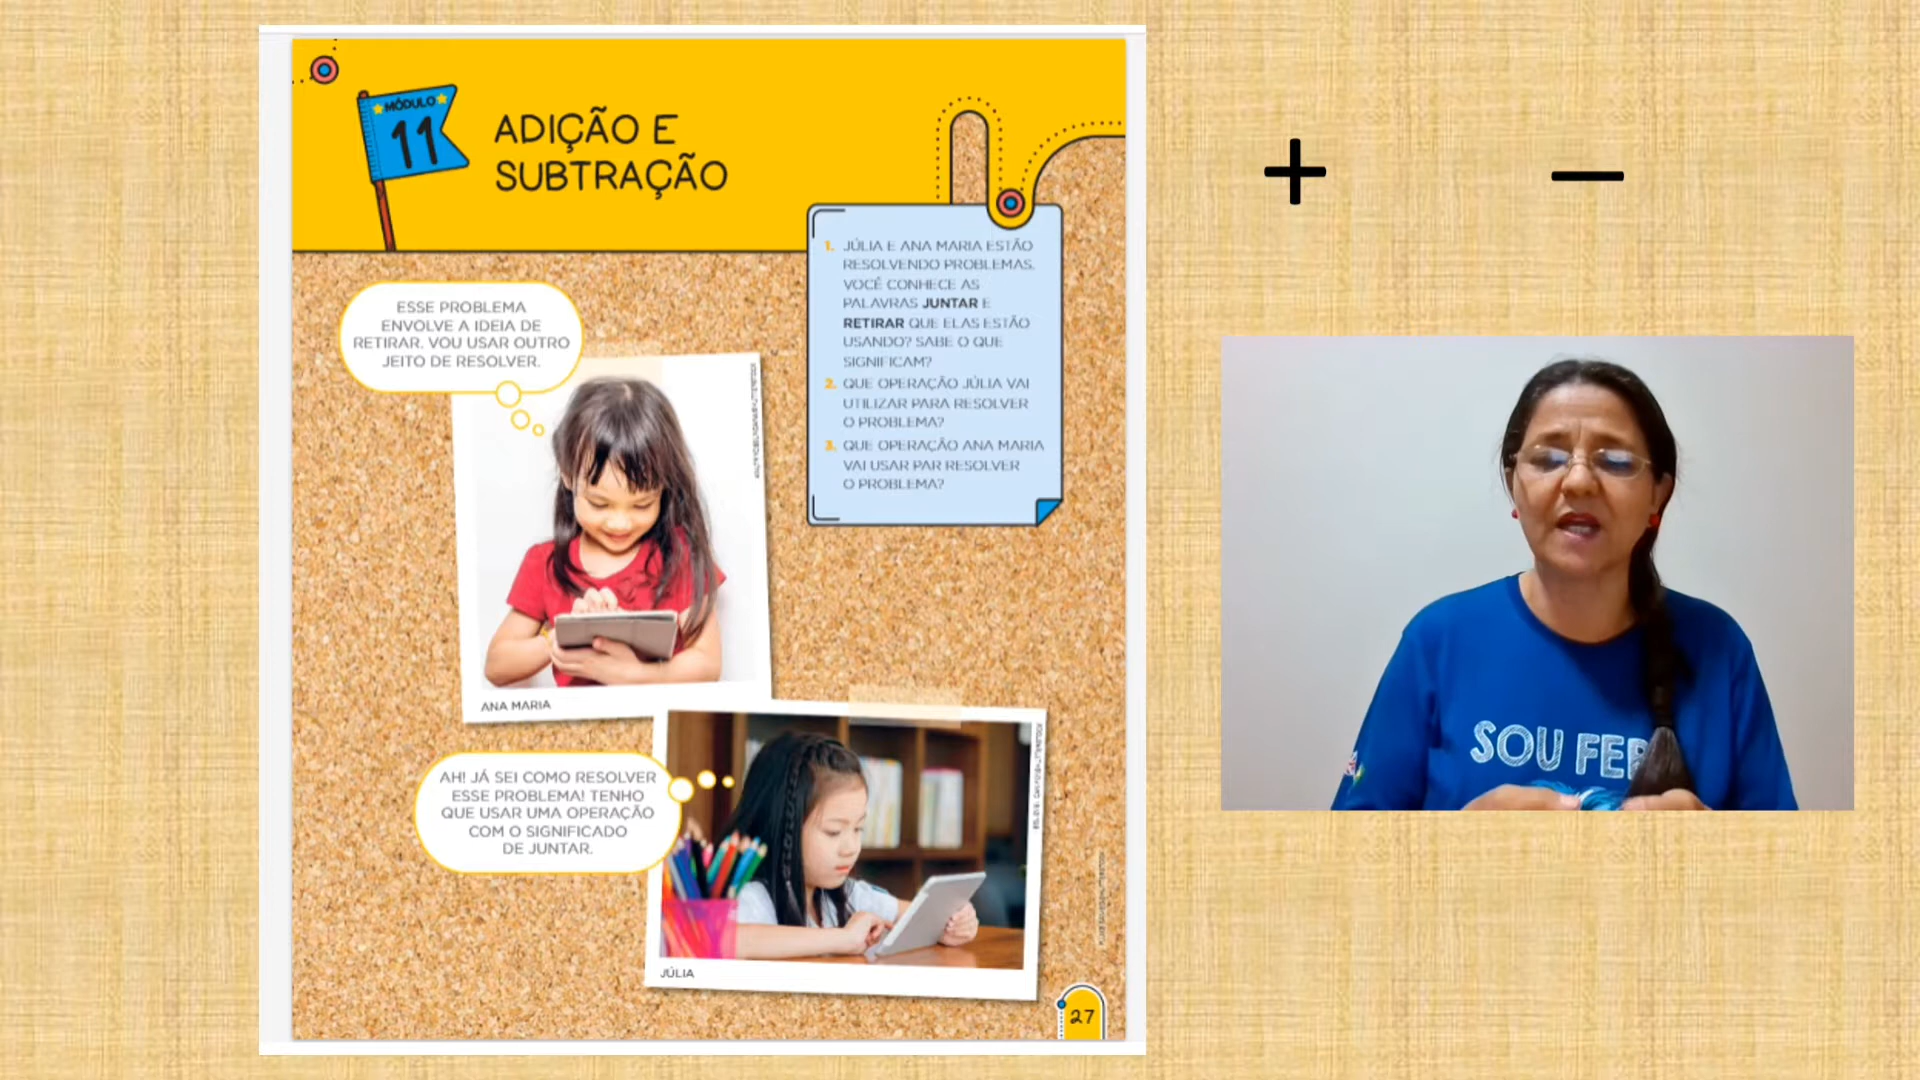 MÓDULO
11
ADIÇÃO E
SUBTRAÇÃO
+ −
1. JÚLIA E ANA MARIA ESTÃO
RESOLVENDO PROBLEMAS.
VOCÊ CONHECE AS
PALAVRAS JUNTAR E
RETIRAR QUE ELAS ESTÃO
USANDO? SABE O QUE
SIGNIFICAM?
2. QUE OPERAÇÃO JÚLIA VAI
UTILIZAR PARA RESOLVER
O PROBLEMA?
3. QUE OPERAÇÃO ANA MARIA
VAI USAR PAR RESOLVER
O PROBLEMA?
ESSE PROBLEMA
ENVOLVE A IDEIA DE
RETIRAR. VOU USAR OUTRO
JEITO DE RESOLVER.
ANA MARIA
AH! JÁ SEI COMO RESOLVER
ESSE PROBLEMA! TENHO
QUE USAR UMA OPERAÇÃO
COM O SIGNIFICADO
DE JUNTAR.
JÚLIA
27
SOU FEB